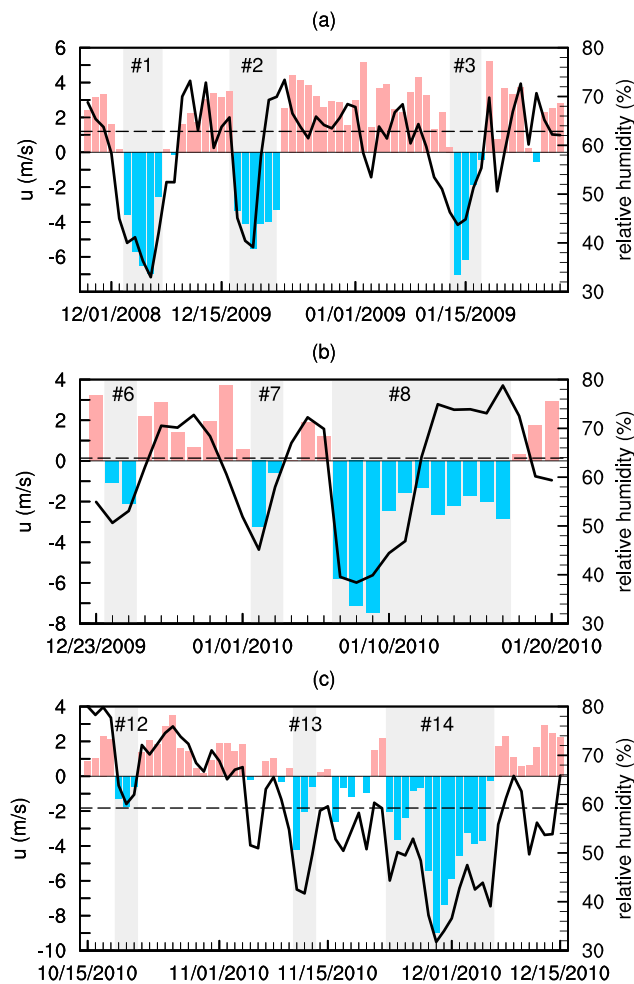 (a)
#1 #2 #3
6 4 2 0 -2 -4 -6
u (m/s)
80 70 60 50 40 30
relative humidity (%)
12/01/2008 12/15/2009 01/01/2009 01/15/2009
(b)
#6 #7 #8
4 2 0 -2 -4 -6 -8
u (m/s)
80 70 60 50 40 30
relative humidity (%)
12/23/2009 01/01/2010 01/10/2010 01/20/2010
(c)
#12 #13 #14
4 2 0 -2 -4 -6 -8 -10
u (m/s)
80 70 60 50 40 30
relative humidity (%)
10/15/2010 11/01/2010 11/15/2010 12/01/2010 12/15/2010